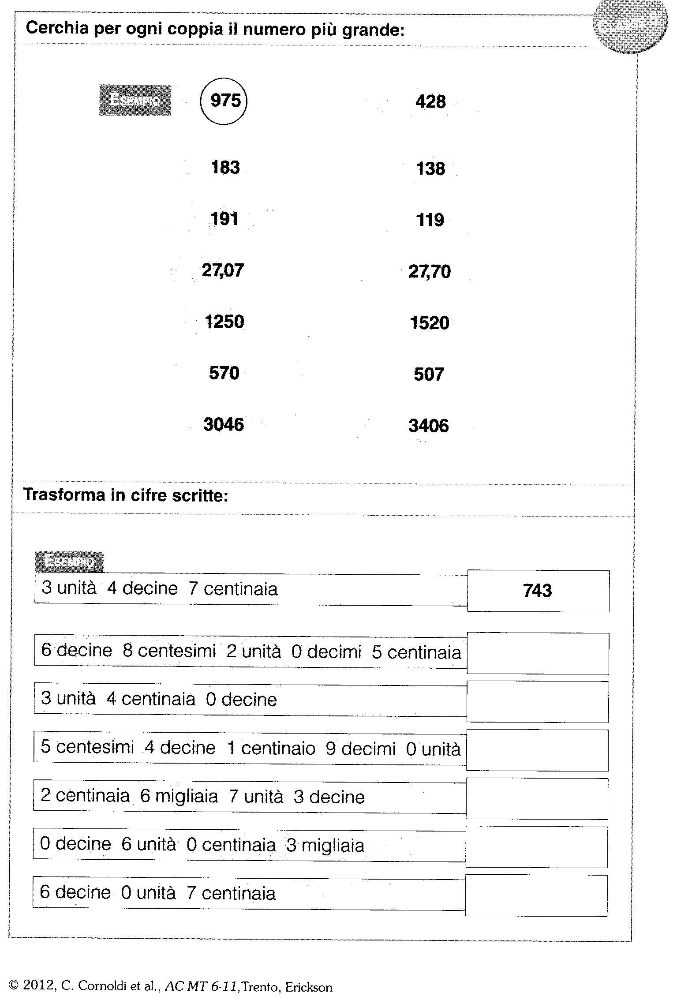 CLASSE 5ª
Cerchia per ogni coppia il numero più grande:
ESEMPIO 975 428
183 138
191 119
27,07 27,70
1250 1520
570 507
3046 3406
Trasforma in cifre scritte:
ESEMPIO
3 unità 4 decine 7 centinaia 743
6 decine 8 centesimi 2 unità 0 decimi 5 centinaia
3 unità 4 centinaia 0 decine
5 centesimi 4 decine 1 centinaio 9 decimi 0 unità
2 centinaia 6 migliaia 7 unità 3 decine
0 decine 6 unità 0 centinaia 3 migliaia
6 decine 0 unità 7 centinaia
© 2012, C. Cornoldi et al., AC-MT 6-11, Trento, Erickson